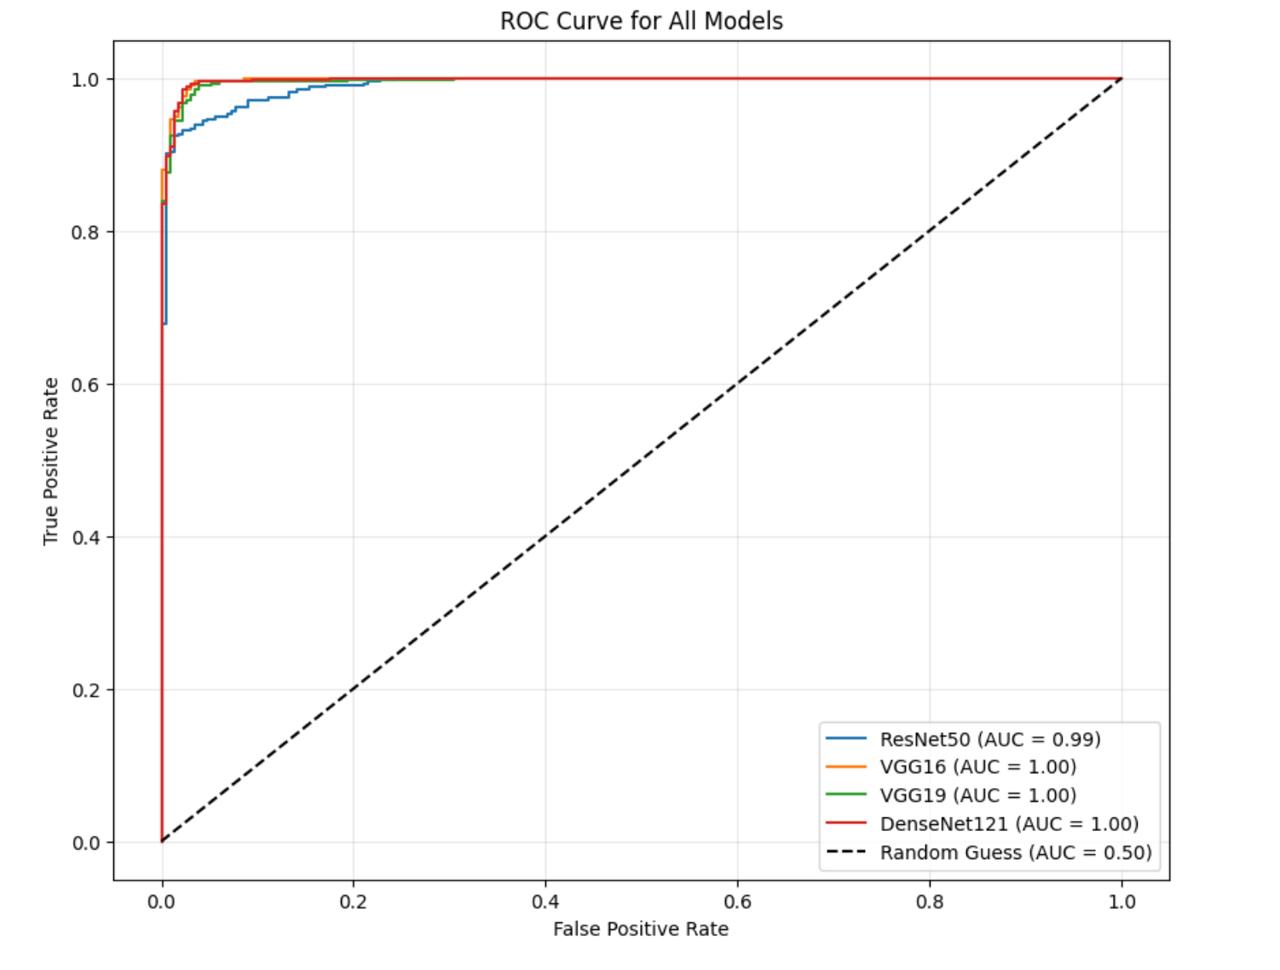 ROC Curve for All Models
True Positive Rate
1.0
0.8
0.6
0.4
0.2
0.0
ResNet50 (AUC = 0.99)
VGG16 (AUC = 1.00)
VGG19 (AUC = 1.00)
DenseNet121 (AUC = 1.00)
Random Guess (AUC = 0.50)
0.0 0.2 0.4 0.6 0.8 1.0
False Positive Rate